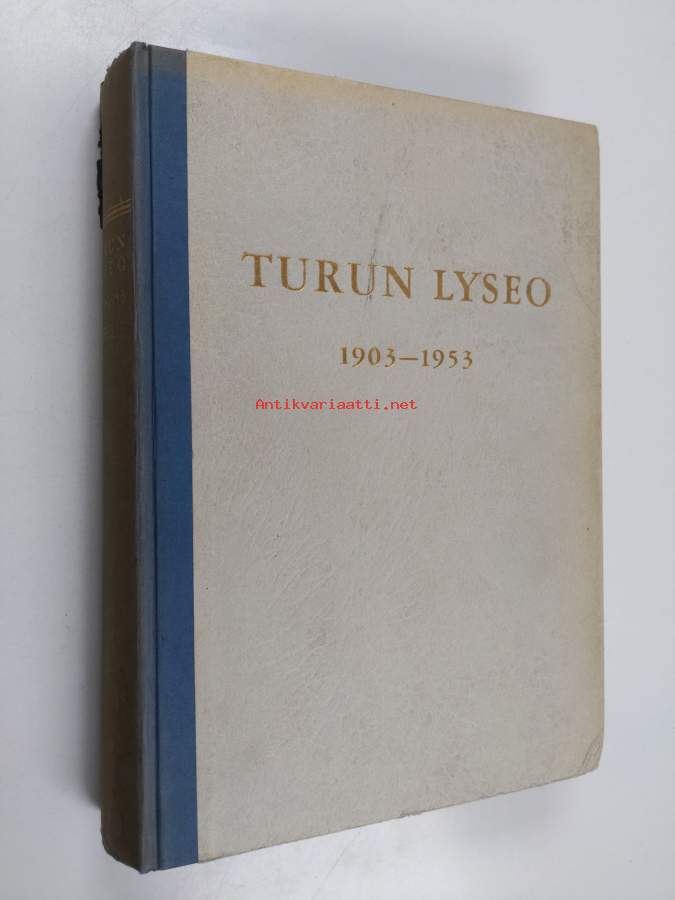 TURUN LYSEO
1903—1953
Antikvariaatti.net